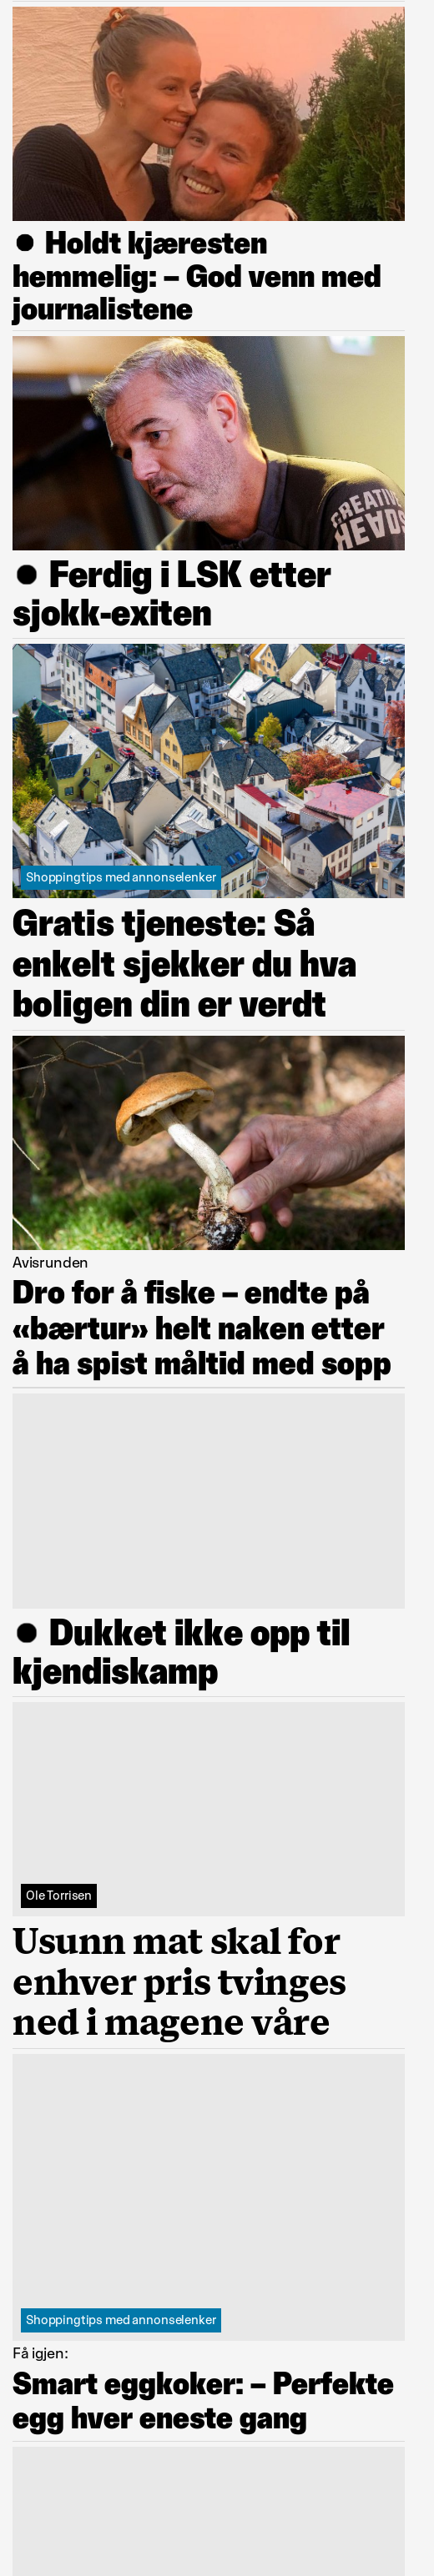 Holdt kjæresten
hemmelig: – God venn med
journalistene
CREATIVE
HEADS
Ferdig i LSK etter
sjokk-exiten
Shoppingtips med annonselenker
Gratis tjeneste: Så
enkelt sjekker du hva
boligen din er verdt
Avisrunden
Dro for å fiske – endte på
«bærtur» helt naken etter
å ha spist måltid med sopp
Dukket ikke opp til
kjendiskamp
Ole Torrisen
Usunn mat skal for
enhver pris tvinges
ned i magene våre
Shoppingtips med annonselenker
Få igjen:
Smart eggkoker: – Perfekte
egg hver eneste gang